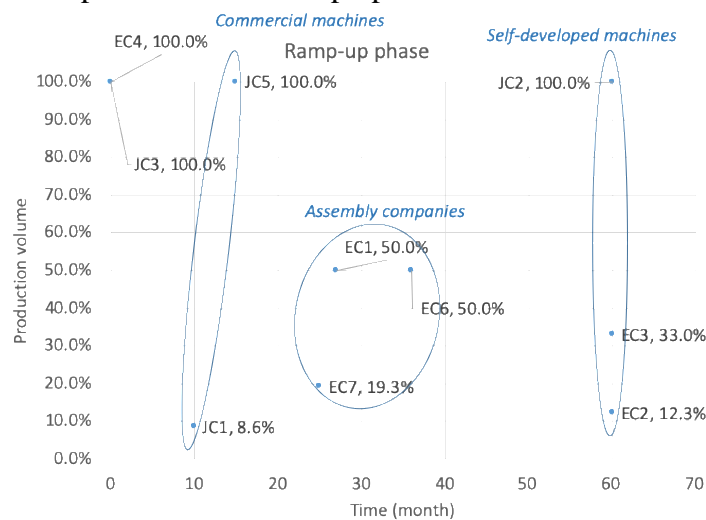 Commercial machines
EC4, 100.0%
Ramp-up phase
Self-developed machines
100.0%
JC5, 100.0%
JC2, 100.0%
90.0%
80.0%
JC3, 100.0%
70.0%
Assembly companies
60.0%
EC1, 50.0%
50.0%
40.0%
EC6, 50.0%
30.0%
EC3, 33.0%
20.0%
EC7, 19.3%
10.0%
JC1, 8.6%
EC2, 12.3%
0.0%
Production volume
0 10 20 30 40 50 60 70
Time (month)